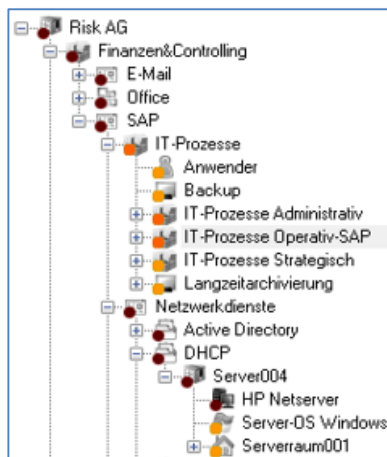 Risk AG
Finanzen&Controlling
E-Mail
Office
SAP
IT-Prozesse
Anwender
Backup
IT-Prozesse Administrativ
IT-Prozesse Operativ-SAP
IT-Prozesse Strategisch
Langzeitarchivierung
Netzwerkdienste
Active Directory
DHCP
Server004
HP Netserver
Server-OS Windows
Serverraum001